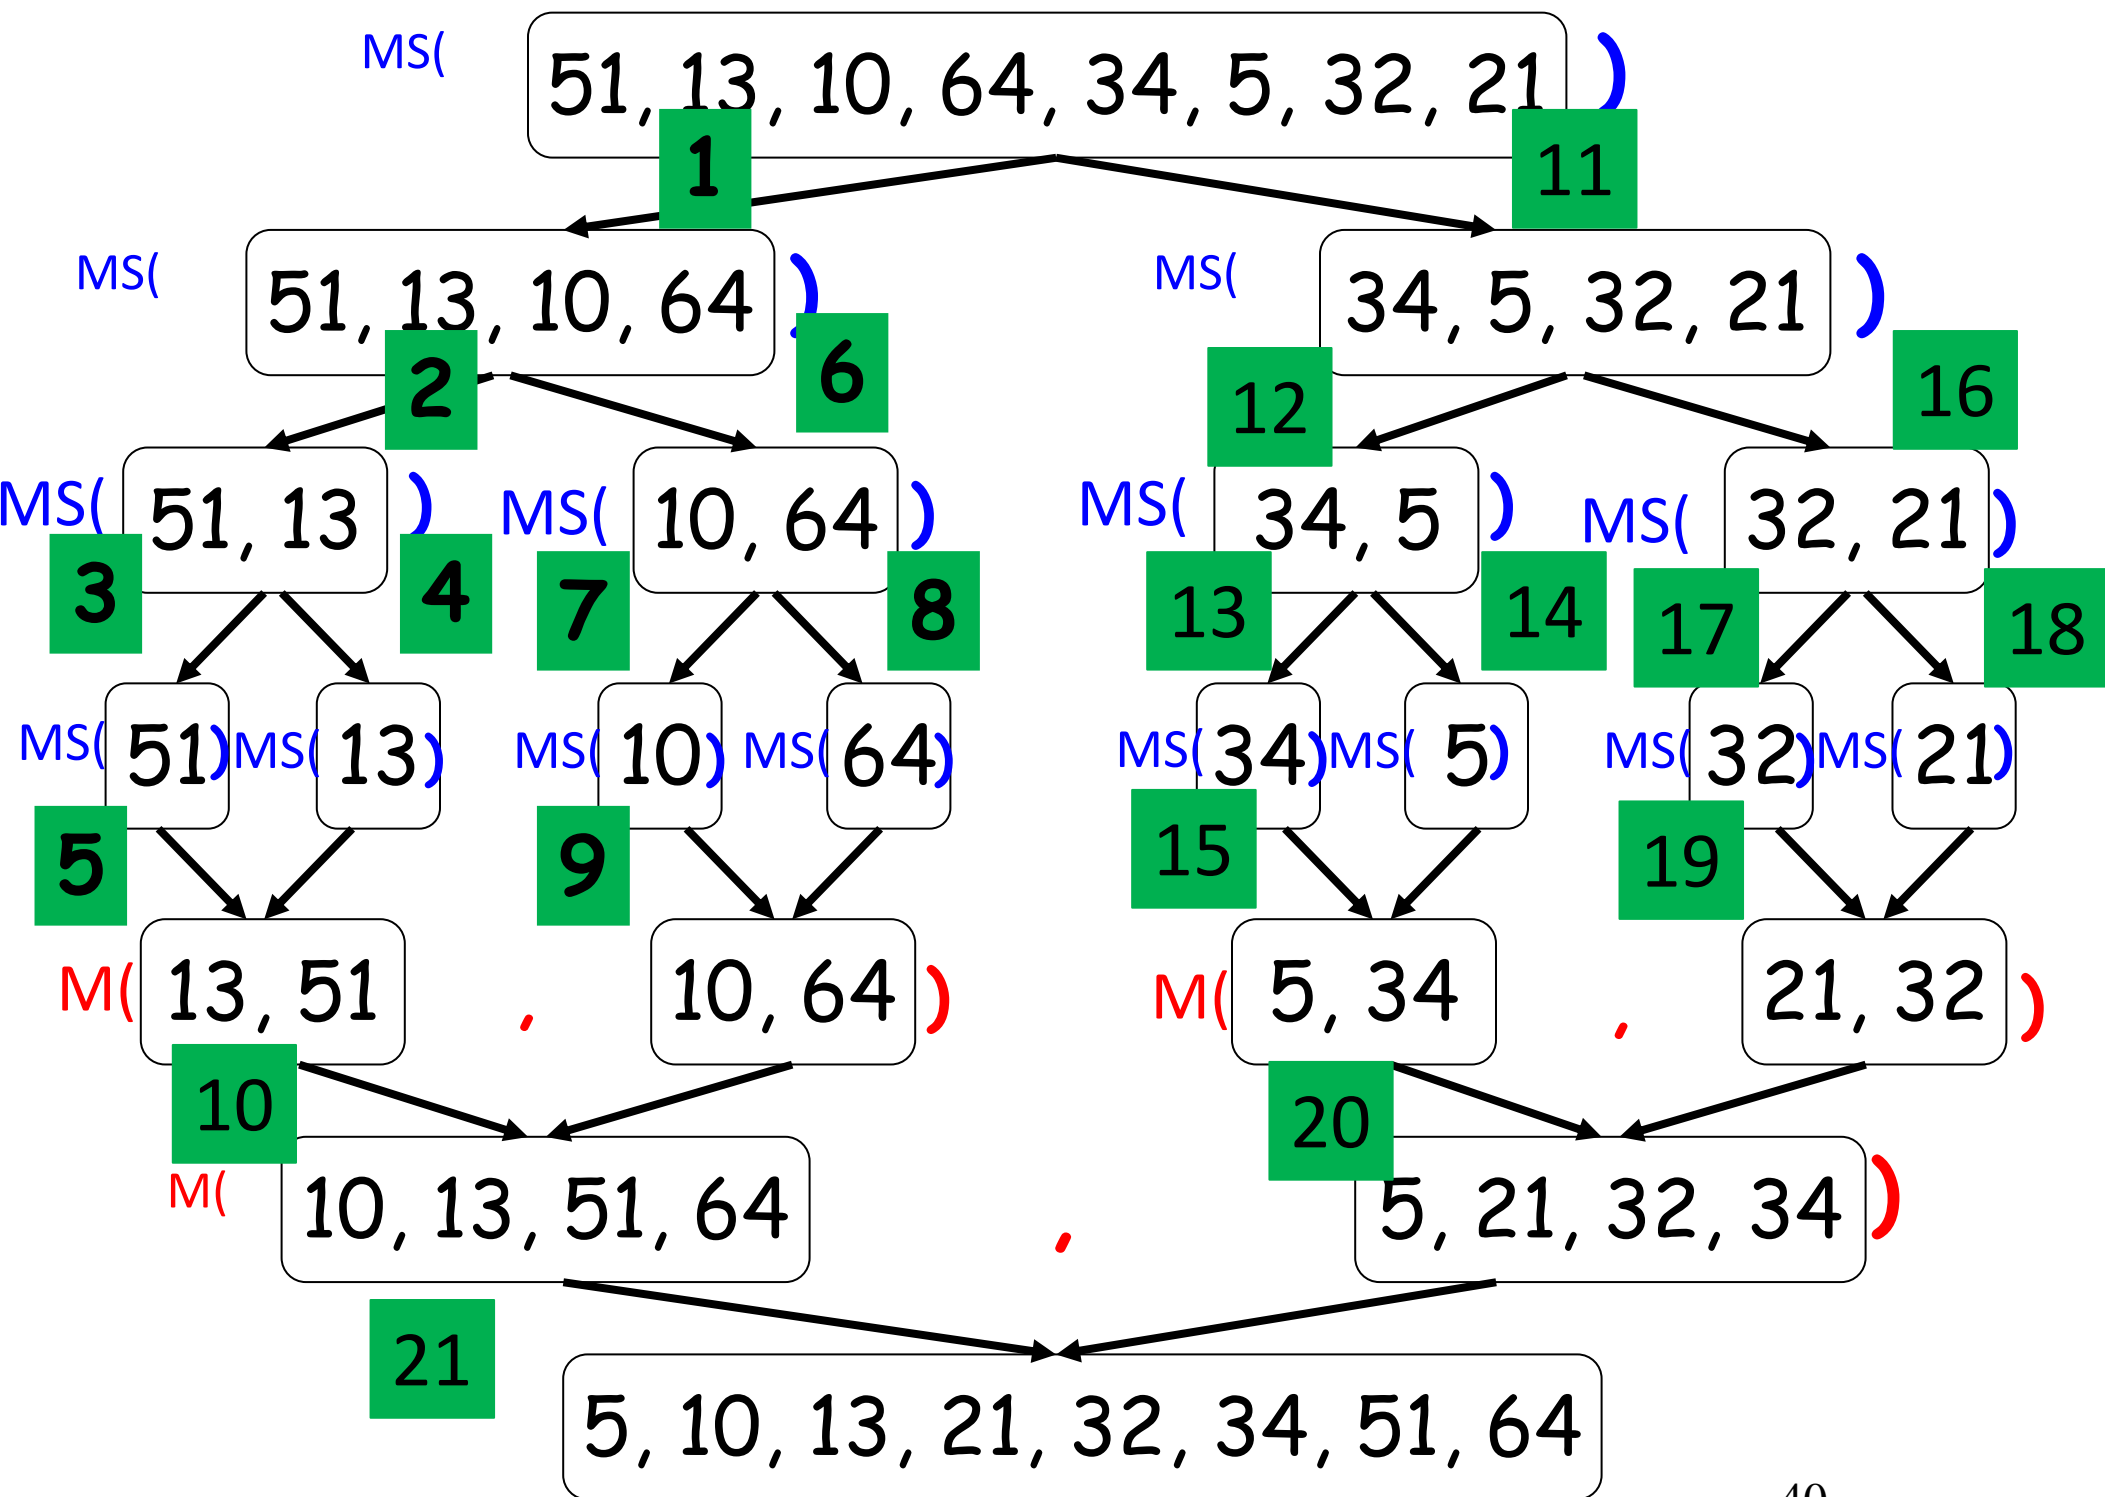 MS( 51, 13, 10, 64, 34, 5, 32, 21 )
1 11
MS( 51, 13, 10, 64 ) MS( 34, 5, 32, 21 )
2 6 12 16
MS( 51, 13 ) MS( 10, 64 ) MS( 34, 5 ) MS( 32, 21 )
3 4 7 8 13 14 17 18
MS( 51 ) MS( 13 ) MS( 10 ) MS( 64 ) MS( 34 ) MS( 5 ) MS( 32 ) MS( 21 )
5 9 15 19
M( 13, 51 , 10, 64 ) M( 5, 34 , 21, 32 )
10 20
M( 10, 13, 51, 64 , 5, 21, 32, 34 )
21
5, 10, 13, 21, 32, 34, 51, 64